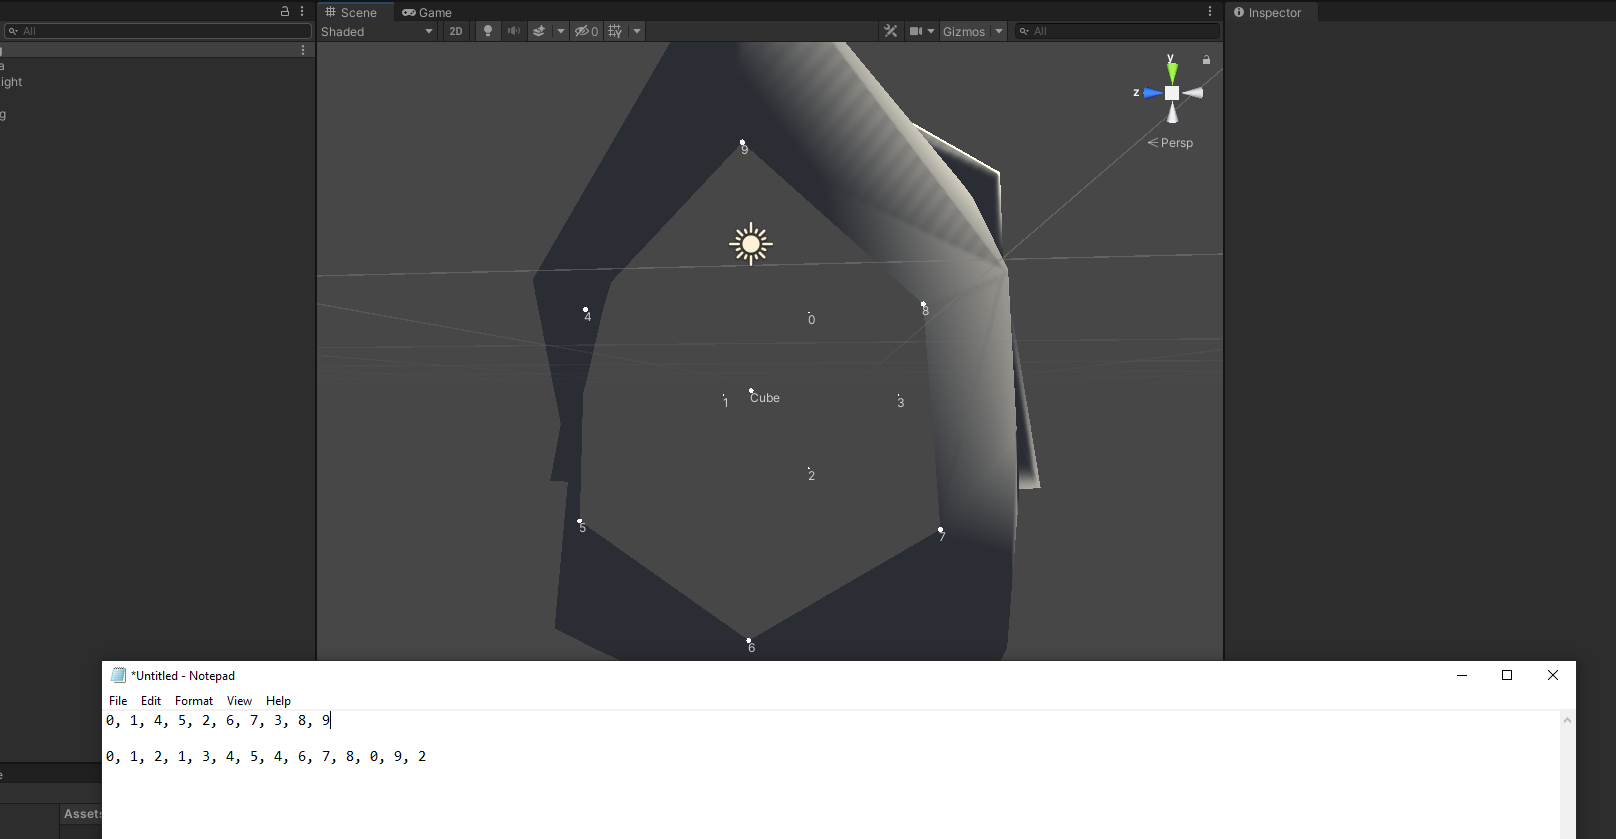 Scene
Game
Inspector
All
Shaded
2D
0
Gizmos
All
a
ight
g
y
z
Persp
9
4
0
8
1
Cube
3
2
5
7
6
*Untitled - Notepad
File Edit Format View Help
0, 1, 4, 5, 2, 6, 7, 3, 8, 9
0, 1, 2, 1, 3, 4, 5, 4, 6, 7, 8, 0, 9, 2
e
Assets